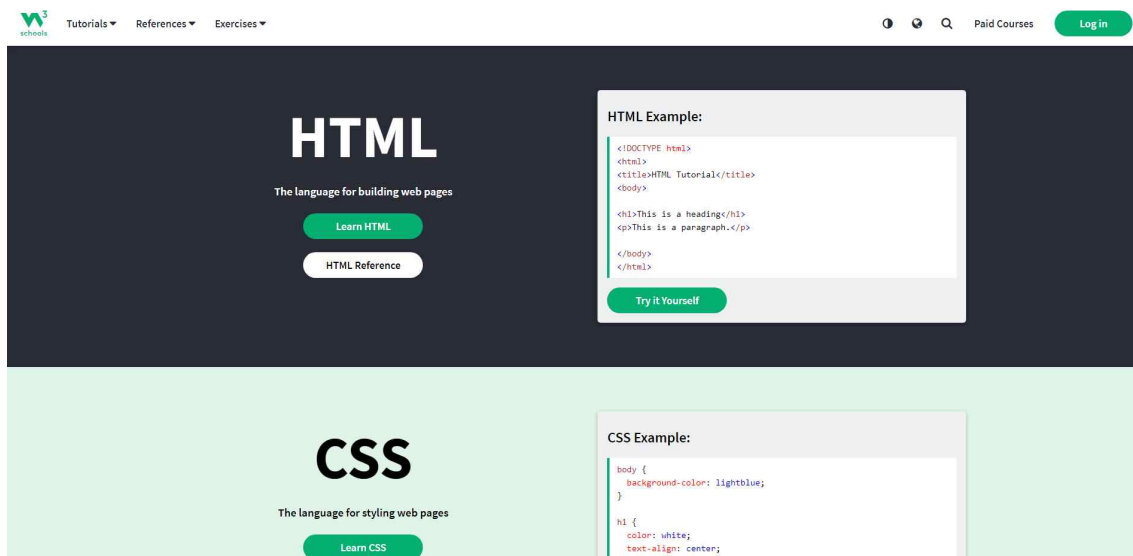 W3 schools
Tutorials References Exercises Paid Courses Log in
HTML
The language for building web pages
Learn HTML
HTML Reference
HTML Example:
<!DOCTYPE html>
<html>
<title>HTML Tutorial</title>
<body>
<h1>This is a heading</h1>
<p>This is a paragraph.</p>
</body>
</html>
Try it Yourself
CSS
The language for styling web pages
Learn CSS
CSS Example:
body {
background-color: lightblue;
}
h1 {
color: white;
text-align: center;